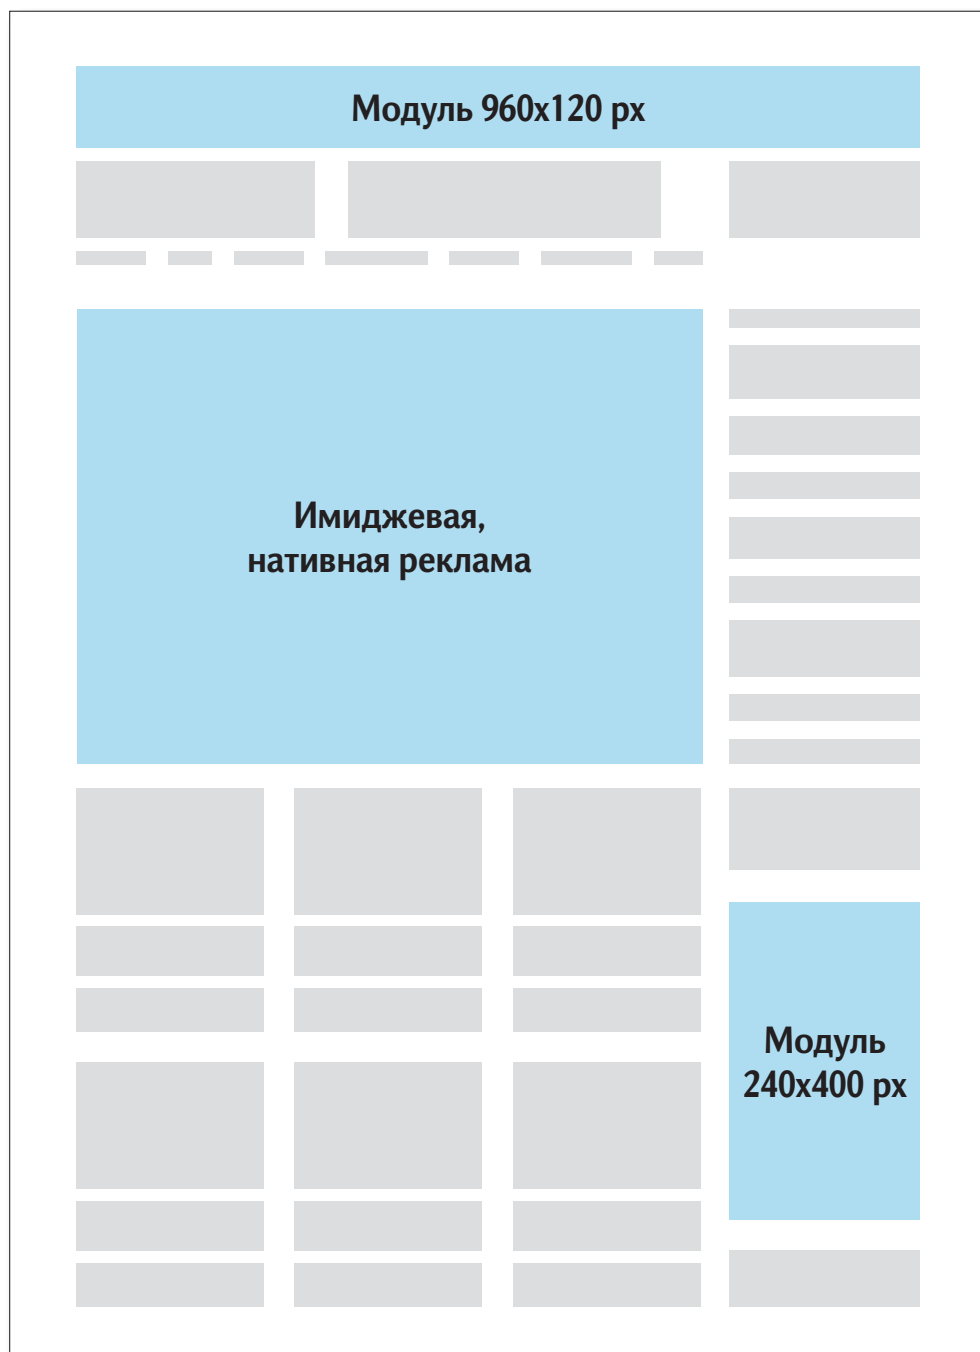 Модуль 960x120 px
Имиджевая,
нативная реклама
Модуль
240x400 px